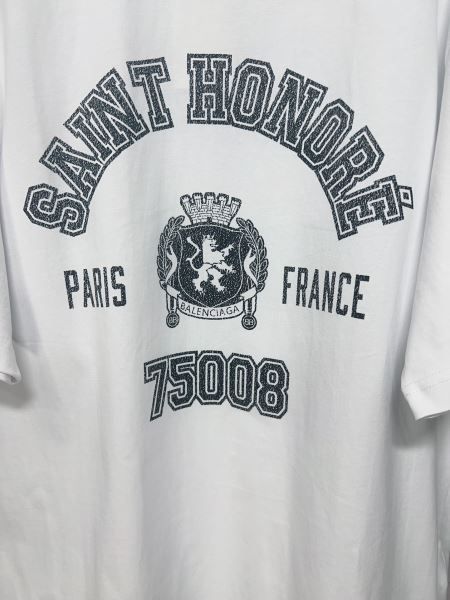 SAINT HONORÉ
PARIS FRANCE
BALENCIAGA
75008